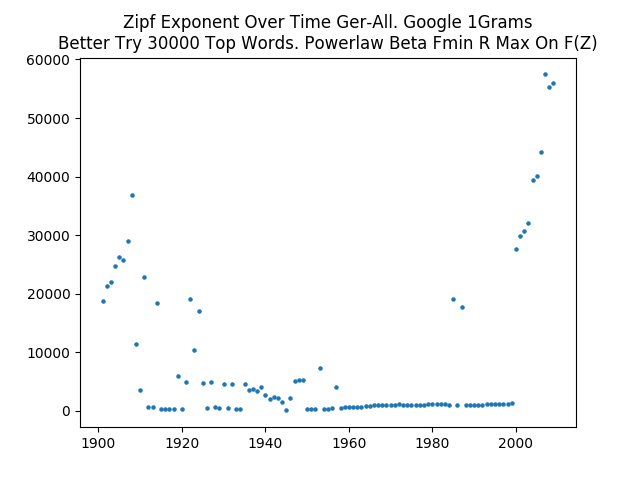 Zipf Exponent Over Time Ger-All. Google 1Grams
Better Try 30000 Top Words. Powerlaw Beta Fmin R Max On F(Z)
60000
50000
40000
30000
20000
10000
0
1900 1920 1940 1960 1980 2000